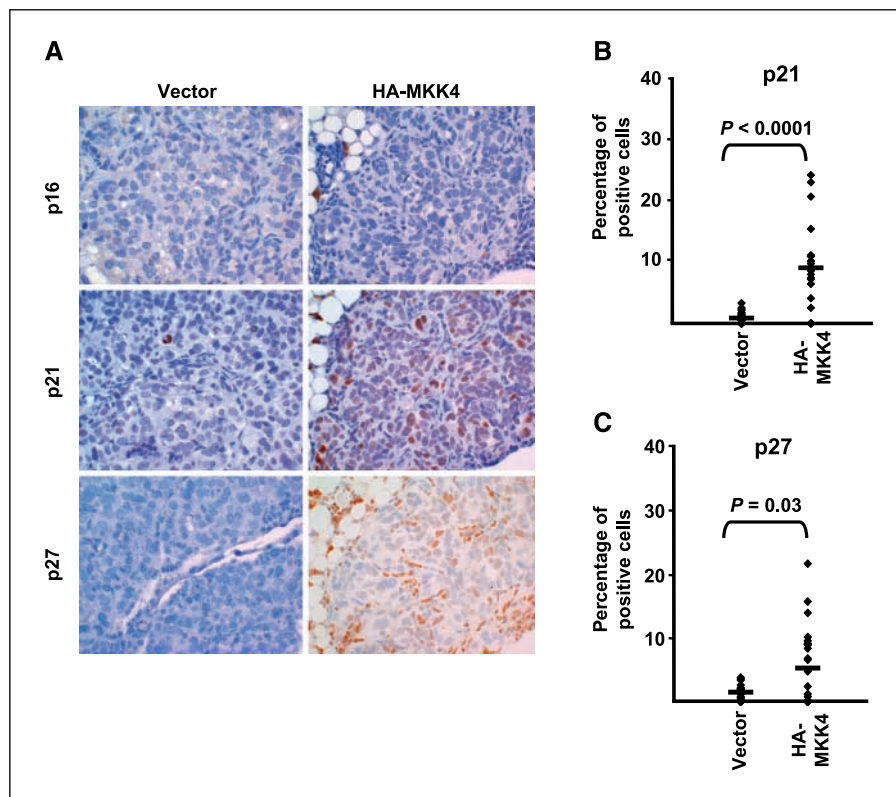 A
Vector
HA-MKK4
p16
p21
p27
B
p21
Percentage of
positive cells
40
30
20
10
P < 0.0001
Vector
HA-
MKK4
C
p27
Percentage of
positive cells
40
30
20
10
P = 0.03
Vector
HA-
MKK4